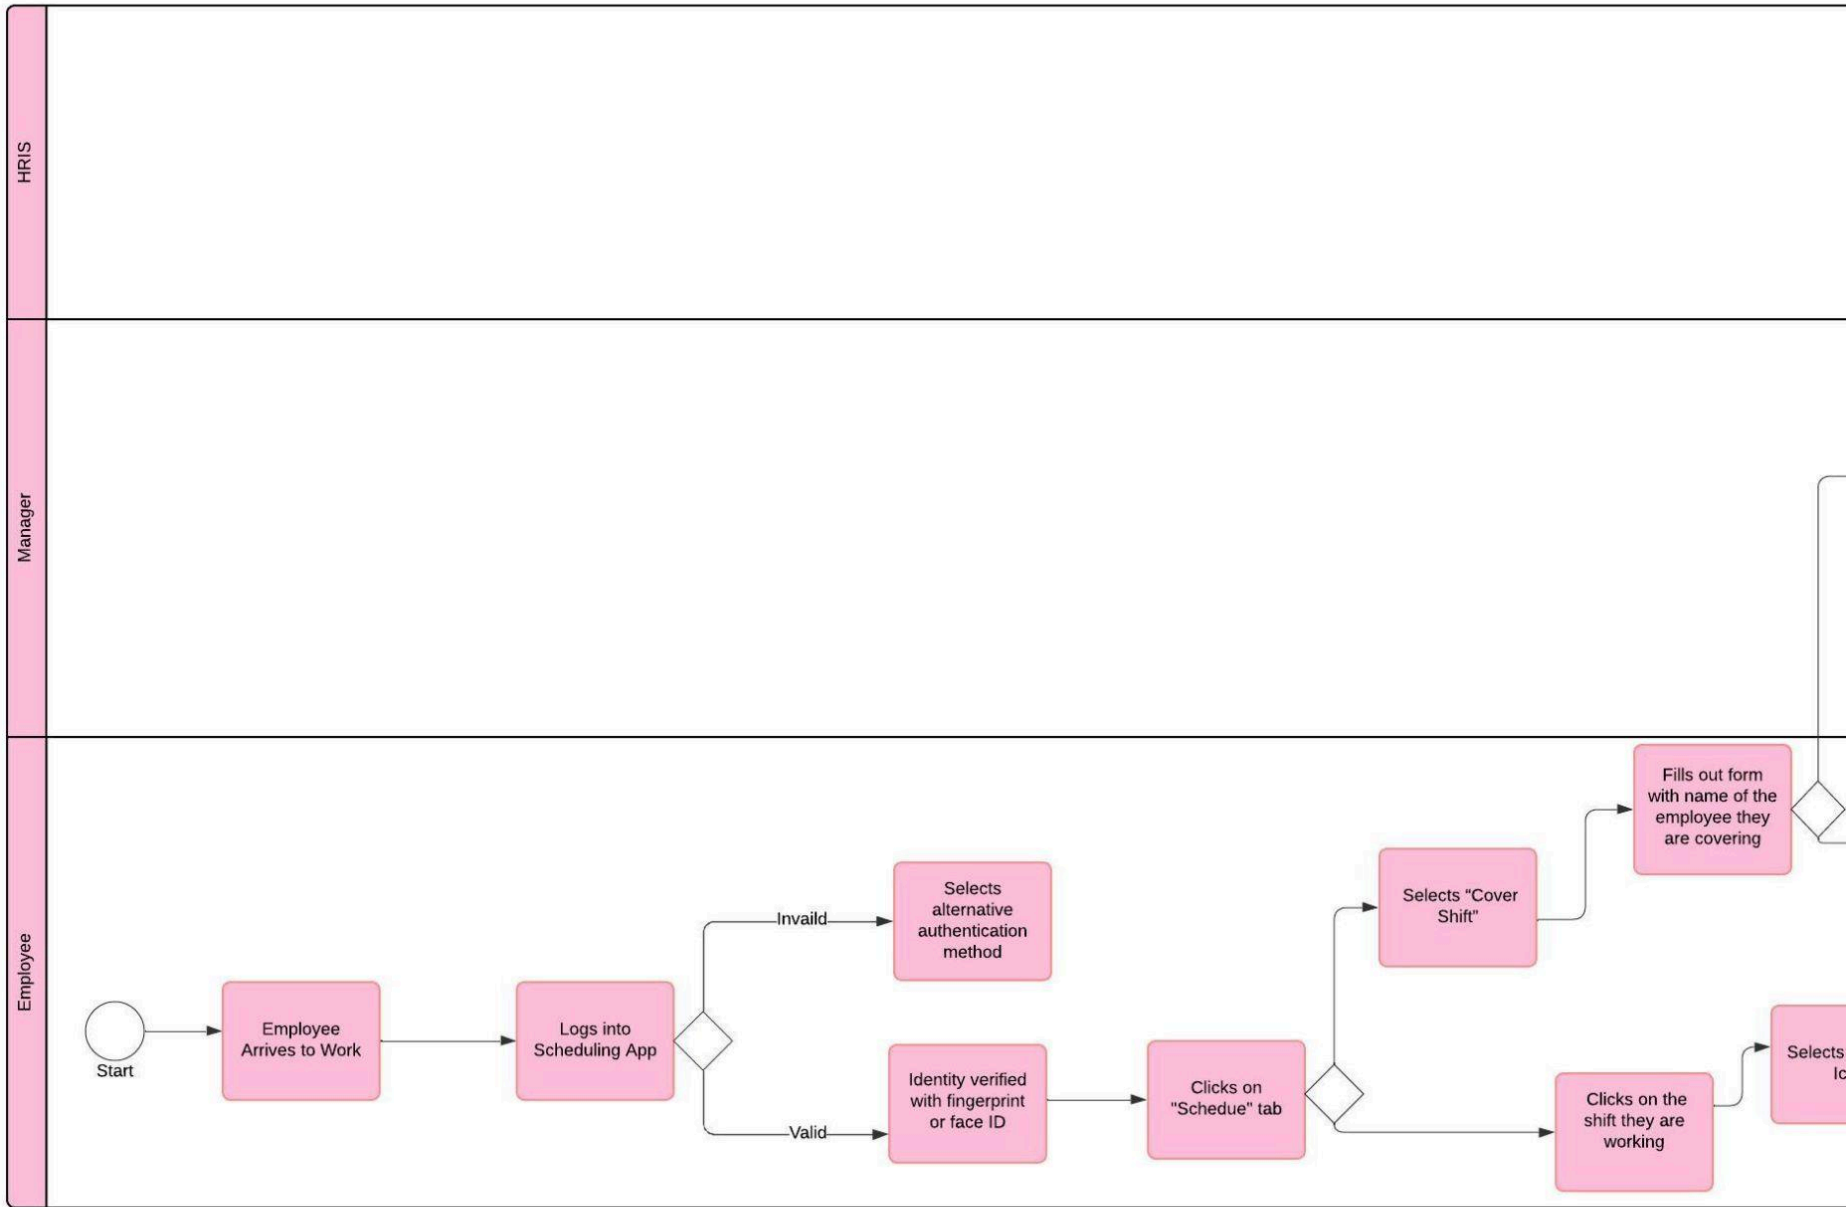 HRIS
Manager
Employee
Start
Employee
Arrives to Work
Logs into
Scheduling App
Invaild
Valid
Selects
alternative
authentication
method
Identity verified
with fingerprint
or face ID
Clicks on
"Schedue" tab
Selects "Cover
Shift"
Fills out form
with name of the
employee they
are covering
Clicks on the
shift they are
working
Selects